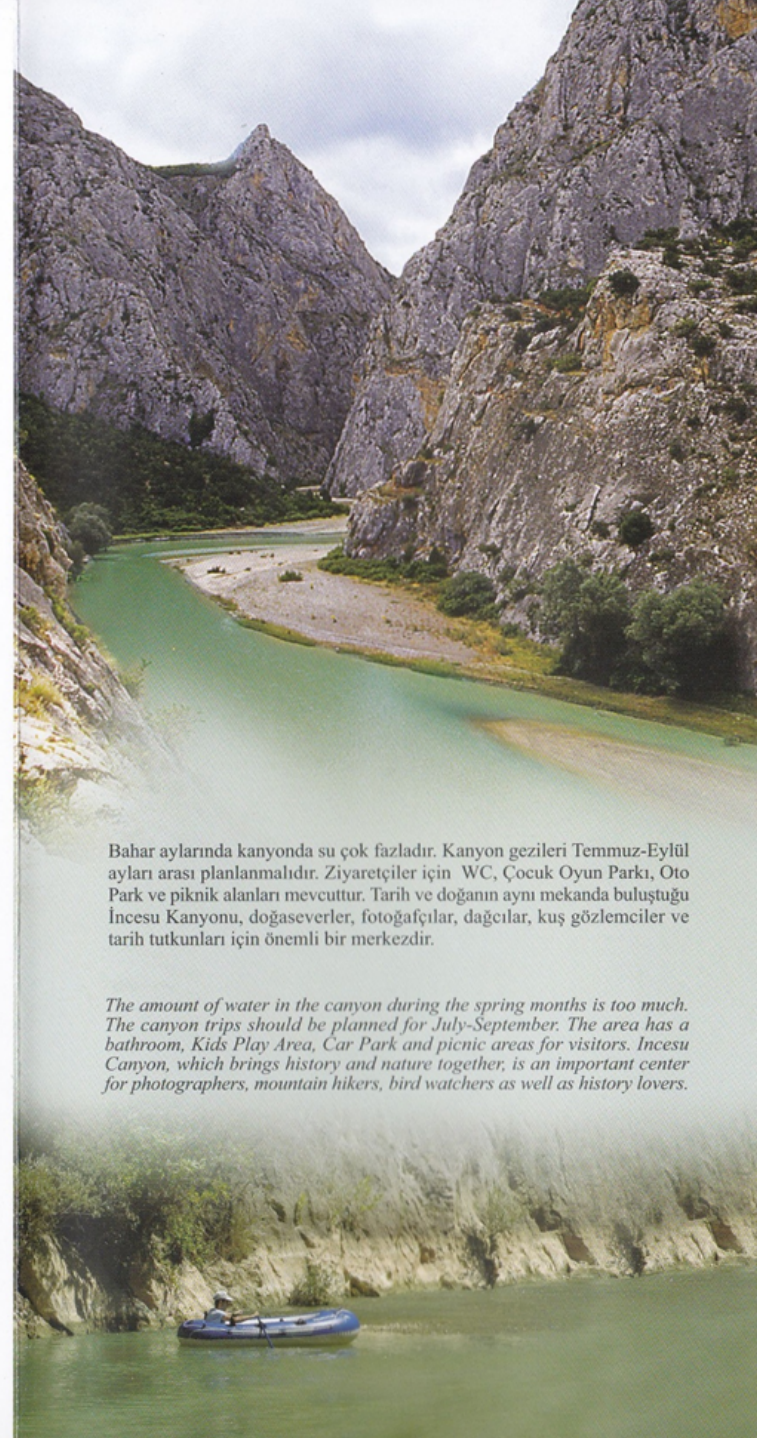 Bahar aylarında kanyonda su çok fazladır. Kanyon gezileri Temmuz-Eylül
ayları arası planlanmalıdır. Ziyaretçiler için WC, Çocuk Oyun Parkı, Oto
Park ve piknik alanları mevcuttur. Tarih ve doğanın aynı mekanda buluştuğu
İncesu Kanyonu, doğaseverler, fotoğafçılar, dağcılar, kuş gözlemciler ve
tarih tutkunları için önemli bir merkezdir.
The amount of water in the canyon during the spring months is too much.
The canyon trips should be planned for July-September. The area has a
bathroom, Kids Play Area, Car Park and picnic areas for visitors. Incesu
Canyon, which brings history and nature together, is an important center
for photographers, mountain hikers, bird watchers as well as history lovers.